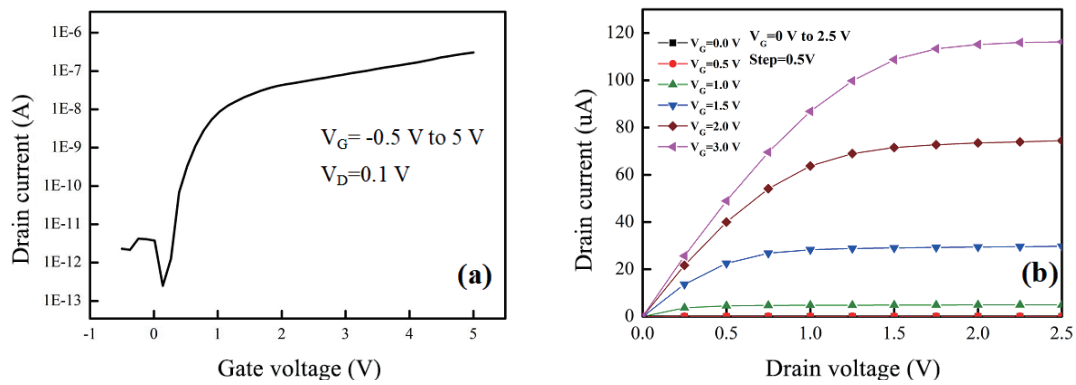 1E-6
1E-7
1E-8
1E-9
1E-10
1E-11
1E-12
1E-13
Drain current (A)
VG= -0.5 V to 5 V
VD=0.1 V
(a)
-1 0 1 2 3 4 5
Gate voltage (V)
120
100
80
60
40
20
0
Drain current (uA)
VG=0.0 V
VG=0.5 V
VG=1.0 V
VG=1.5 V
VG=2.0 V
VG=3.0 V
VG=0 V to 2.5 V
Step=0.5V
(b)
0.0 0.5 1.0 1.5 2.0 2.5
Drain voltage (V)